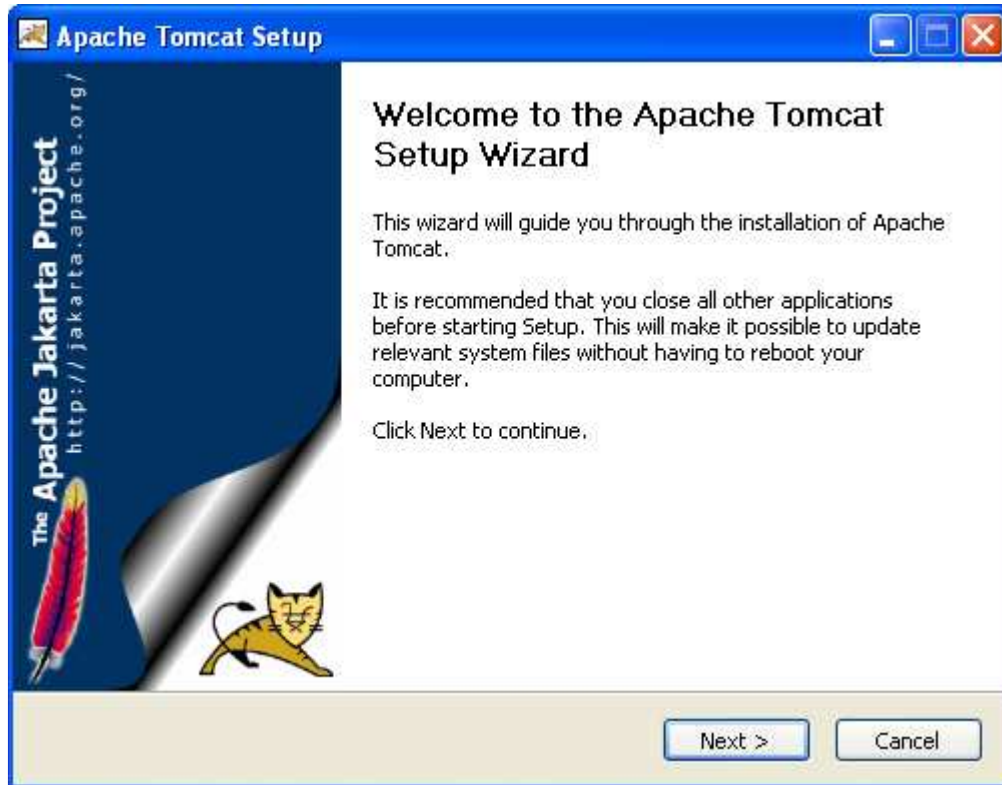 Apache Tomcat Setup
The Apache Jakarta Project
http://jakarta.apache.org/
Welcome to the Apache Tomcat
Setup Wizard
This wizard will guide you through the installation of Apache
Tomcat.
It is recommended that you close all other applications
before starting Setup. This will make it possible to update
relevant system files without having to reboot your
computer.
Click Next to continue.
Next >
Cancel